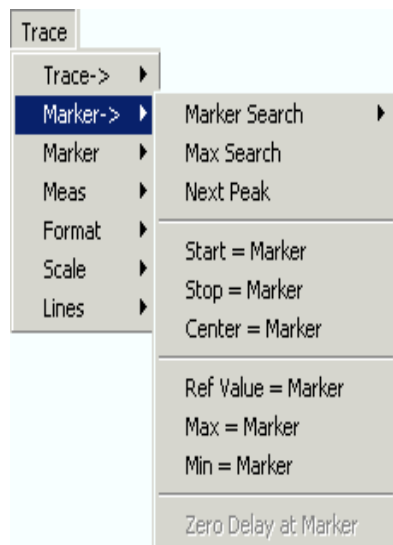 Trace
Trace->
Marker->
Marker
Meas
Format
Scale
Lines
Marker Search
Max Search
Next Peak
Start = Marker
Stop = Marker
Center = Marker
Ref Value = Marker
Max = Marker
Min = Marker
Zero Delay at Marker